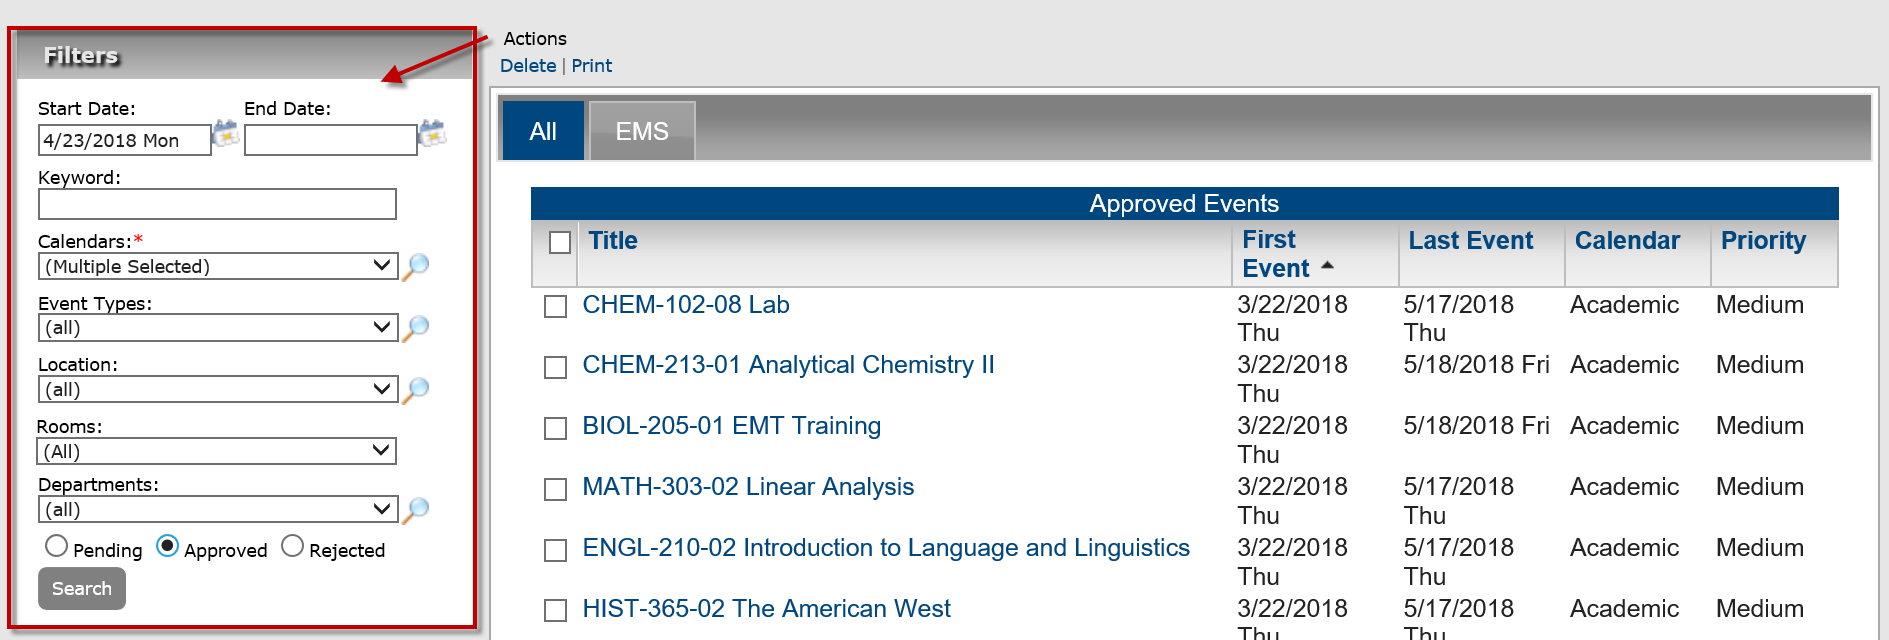 Filters
Start Date:
End Date:
4/23/2018 Mon
Keyword:
Calendars:*
(Multiple Selected)
Event Types:
(all)
Location:
(all)
Rooms:
(All)
Departments:
(all)
Pending
Approved
Rejected
Search
Actions
Delete | Print
All
EMS
Approved Events
Title
First
Event
Last Event
Calendar
Priority
CHEM-102-08 Lab
3/22/2018
Thu
5/17/2018
Thu
Academic
Medium
CHEM-213-01 Analytical Chemistry II
3/22/2018
Thu
5/18/2018 Fri
Academic
Medium
BIOL-205-01 EMT Training
3/22/2018
Thu
5/18/2018 Fri
Academic
Medium
MATH-303-02 Linear Analysis
3/22/2018
Thu
5/17/2018
Thu
Academic
Medium
ENGL-210-02 Introduction to Language and Linguistics
3/22/2018
Thu
5/17/2018
Thu
Academic
Medium
HIST-365-02 The American West
3/22/2018
Thu
5/17/2018
Thu
Academic
Medium